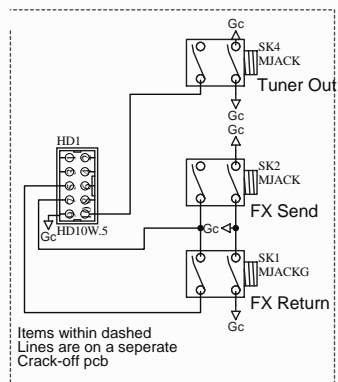 Gc
SK4
MJACK
Tuner Out
Gc
Gc
HD1
SK2
MJACK
FX Send
Gc
HD10W.5
Gc
SK1
MJACKG
FX Return
Gc
Items within dashed
Lines are on a seperate
Crack-off pcb